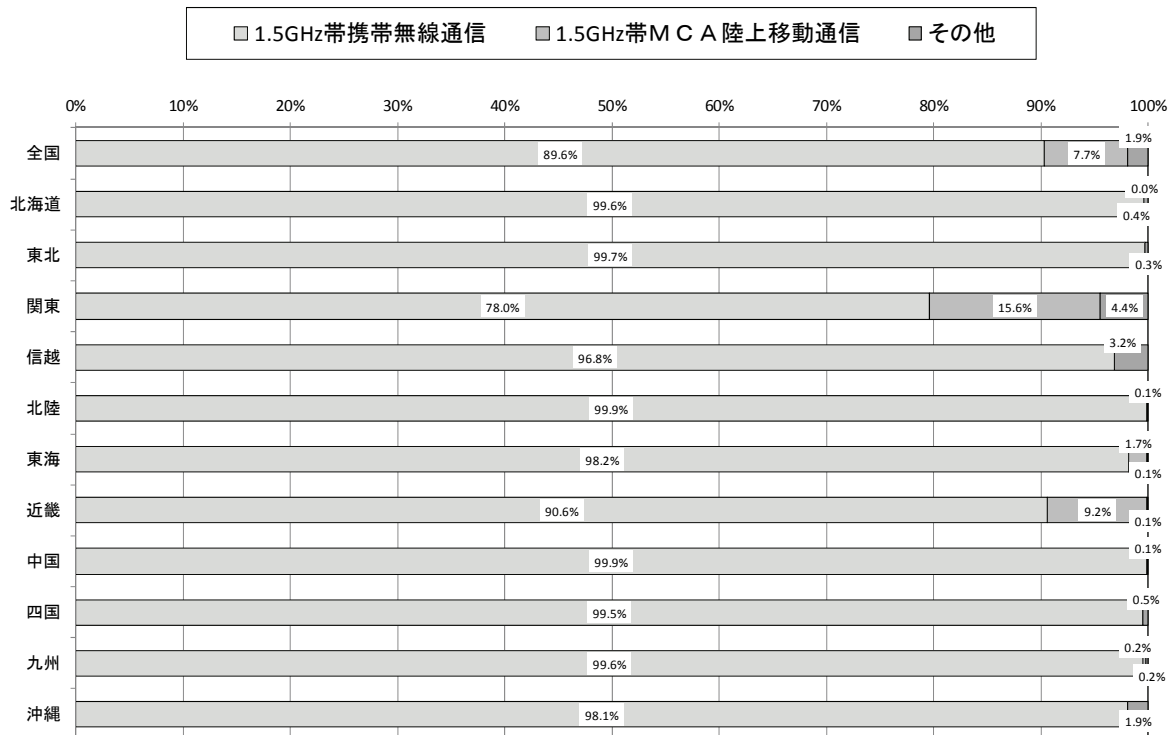 1.5GHz帯携帯無線通信 1.5GHz帯MCA陸上移動通信 その他
0% 10% 20% 30% 40% 50% 60% 70% 80% 90% 100%
全国 89.6% 7.7% 1.9%
北海道 99.6% 0.4% 0.0%
東北 99.7% 0.3%
関東 78.0% 15.6% 4.4%
信越 96.8% 3.2%
北陸 99.9% 0.1%
東海 98.2% 1.7% 0.1%
近畿 90.6% 9.2% 0.1%
中国 99.9% 0.1%
四国 99.5% 0.5%
九州 99.6% 0.2% 0.2%
沖縄 98.1% 1.9%